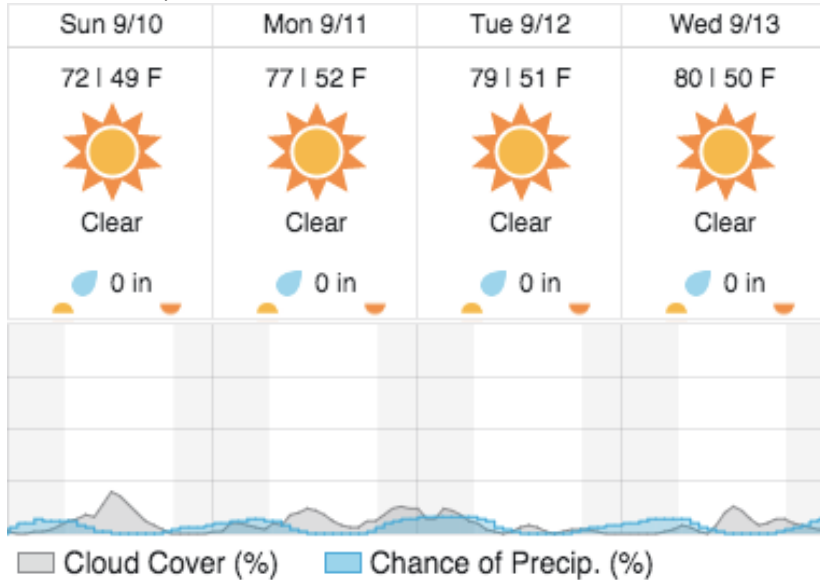 Sun 9/10 Mon 9/11 Tue 9/12 Wed 9/13
72 | 49 F 77 | 52 F 79 | 51 F 80 | 50 F
Clear Clear Clear Clear
0 in 0 in 0 in 0 in
Cloud Cover (%) Chance of Precip. (%)